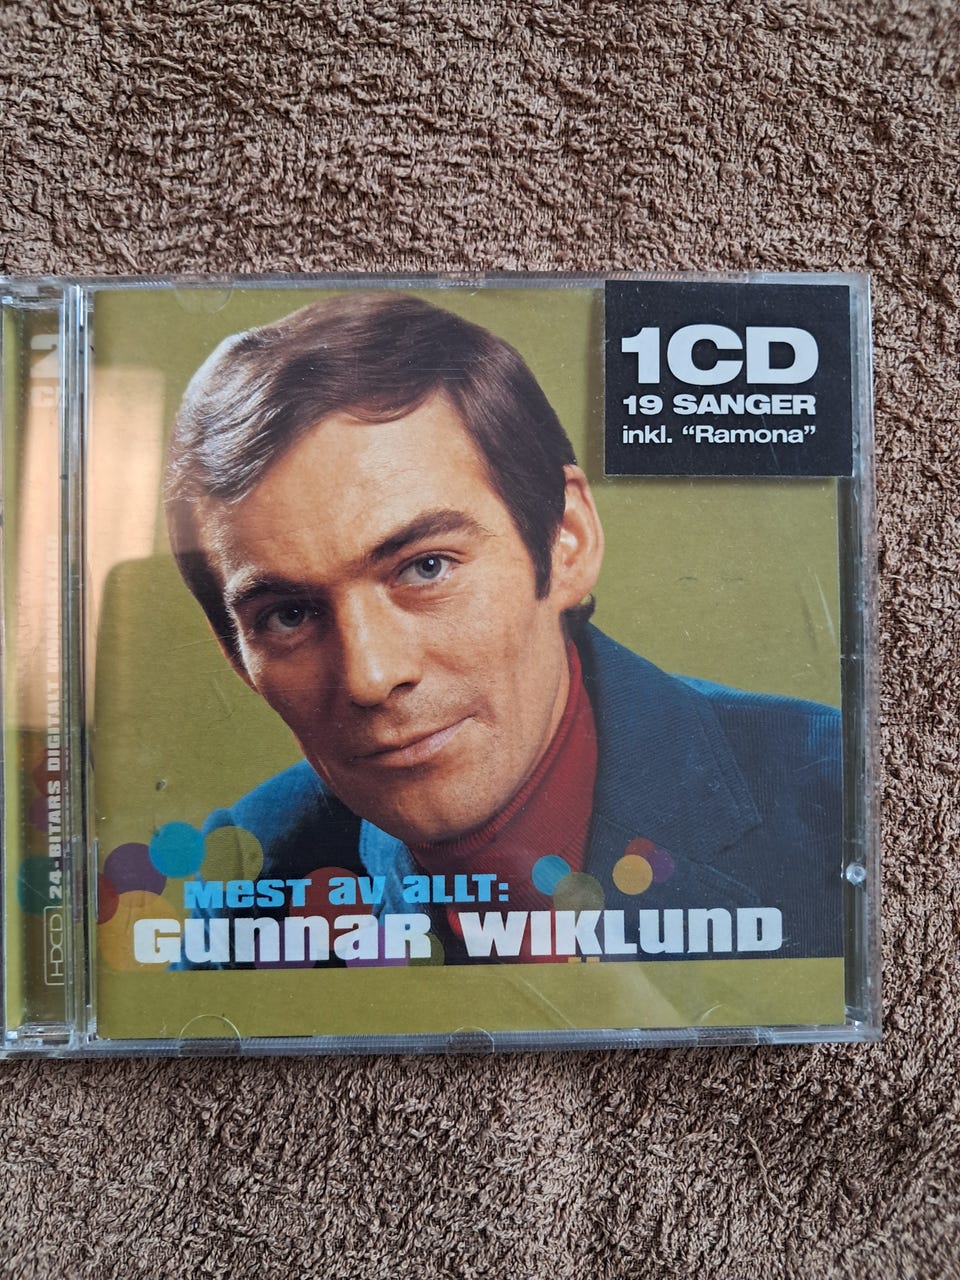 1CD
19 SANGER
inkl. “Ramona”
MEST AV ALLT:
GUNNAR WIKLUND
HDCD 24-BITARS DIGITALT